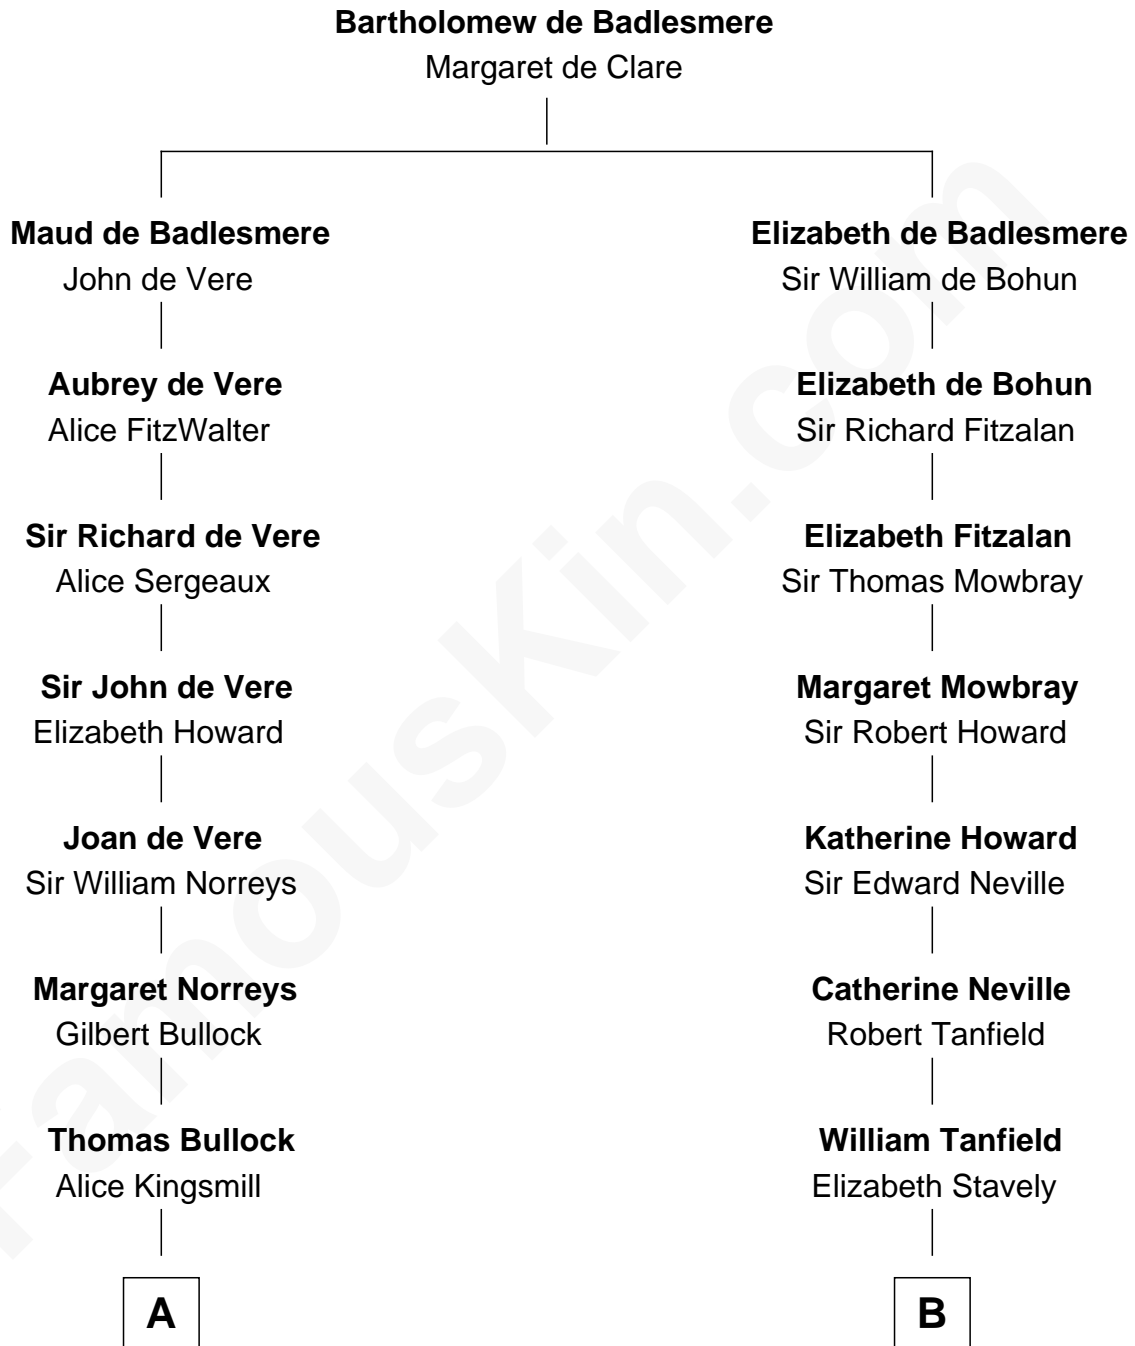 Bartholomew de Badlesmere
Margaret de Clare
Maud de Badlesmere
John de Vere
Aubrey de Vere
Alice FitzWalter
Sir Richard de Vere
Alice Sergeaux
Sir John de Vere
Elizabeth Howard
Joan de Vere
Sir William Norreys
Margaret Norreys
Gilbert Bullock
Thomas Bullock
Alice Kingsmill
A
Elizabeth de Badlesmere
Sir William de Bohun
Elizabeth de Bohun
Sir Richard Fitzalan
Elizabeth Fitzalan
Sir Thomas Mowbray
Margaret Mowbray
Sir Robert Howard
Katherine Howard
Sir Edward Neville
Catherine Neville
Robert Tanfield
William Tanfield
Elizabeth Stavely
B
FamousKin.com